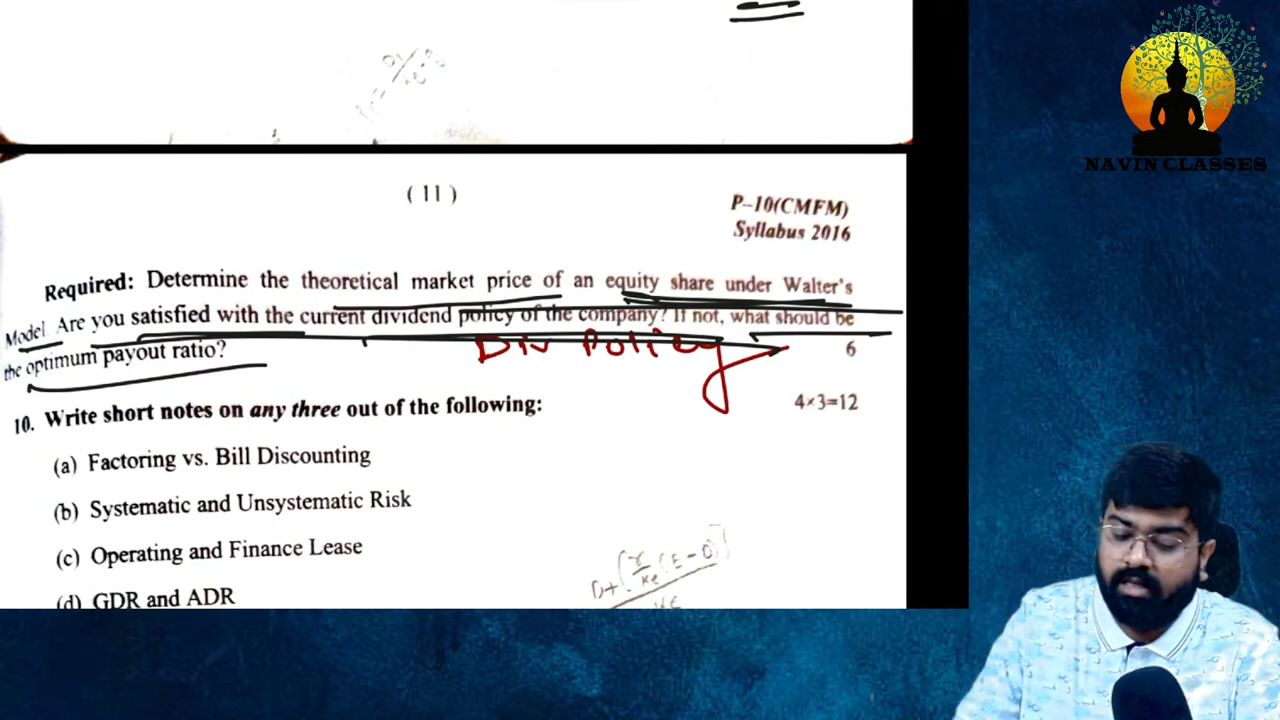 NAVIN CLASSES
( 11 )
P–10(CMFM)
Syllabus 2016
Required: Determine the theoretical market price of an equity share under Walter's
Model. Are you satisfied with the current dividend policy of the company? If not, what should be
the optimum payout ratio?
6
Div Policy
10. Write short notes on any three out of the following:
4×3=12
(a) Factoring vs. Bill Discounting
(b) Systematic and Unsystematic Risk
(c) Operating and Finance Lease
(d) GDR and ADR